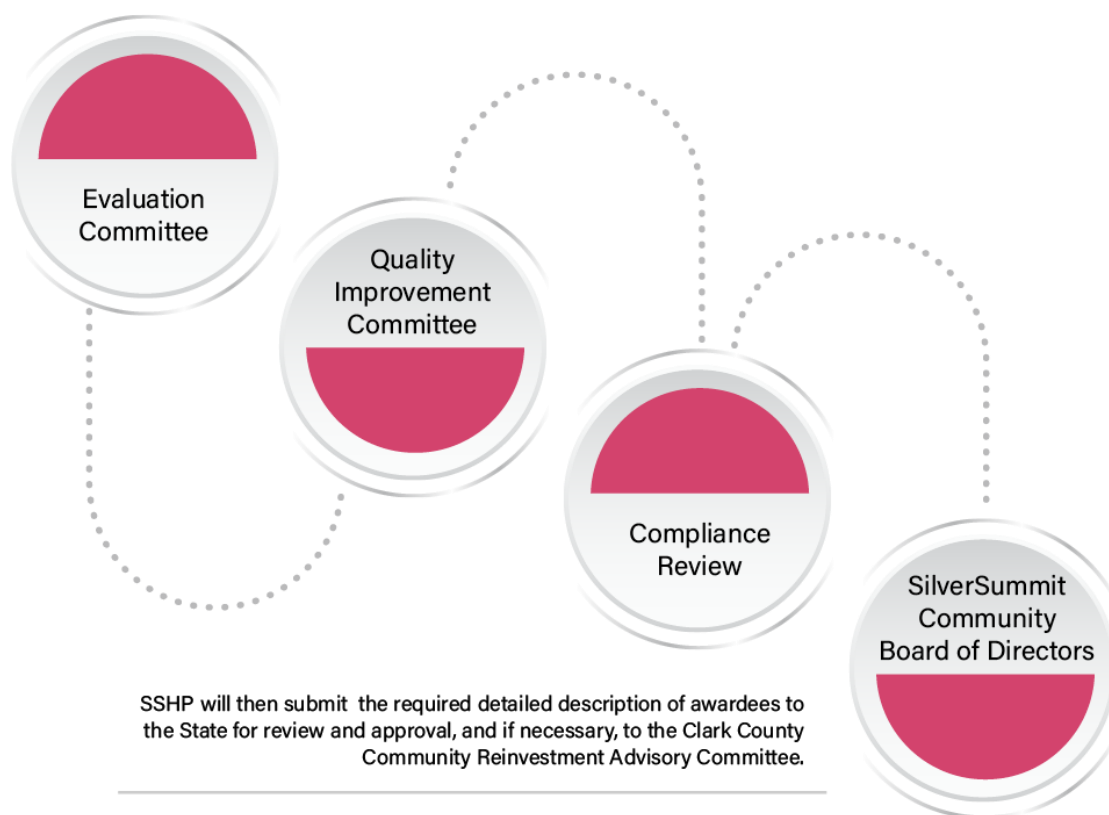 Evaluation
Committee
Quality
Improvement
Committee
Compliance
Review
SilverSummit
Community
Board of Directors
SSHP will then submit the required detailed description of awardees to
the State for review and approval, and if necessary, to the Clark County
Community Reinvestment Advisory Committee.